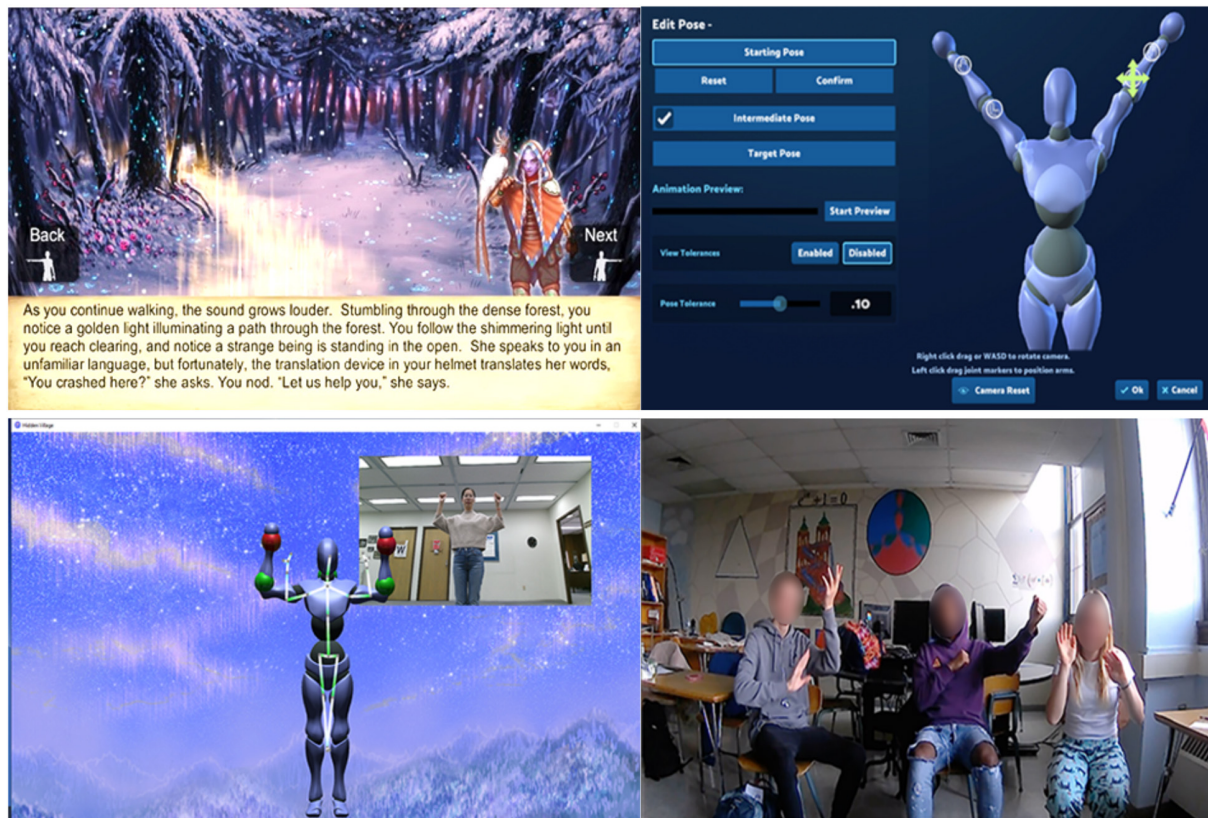 Back
Next
As you continue walking, the sound grows louder.  Stumbling through the dense forest, you
notice a golden light illuminating a path through the forest. You follow the shimmering light until
you reach clearing, and notice a strange being is standing in the open.  She speaks to you in an
unfamiliar language, but fortunately, the translation device in your helmet translates her words,
“You crashed here?” she asks. You nod. “Let us help you,” she says.
Edit Pose -
Starting Pose
Reset
Confirm
Intermediate Pose
Target Pose
Animation Preview:
Start Preview
View Tolerances
Enabled
Disabled
Pose Tolerance
.10
Right click drag or WASD to rotate camera.
Left click drag joint markers to position arms.
Camera Reset
Ok
Cancel
Hidden Village
W
+1=0